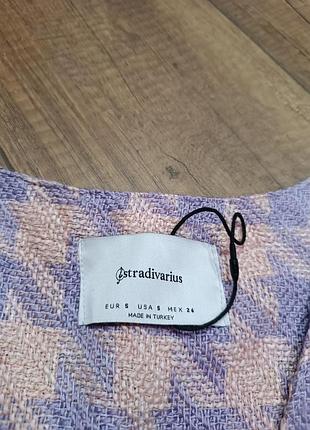 stradivarius
EUR S USA S MEX 26
MADE IN TURKEY